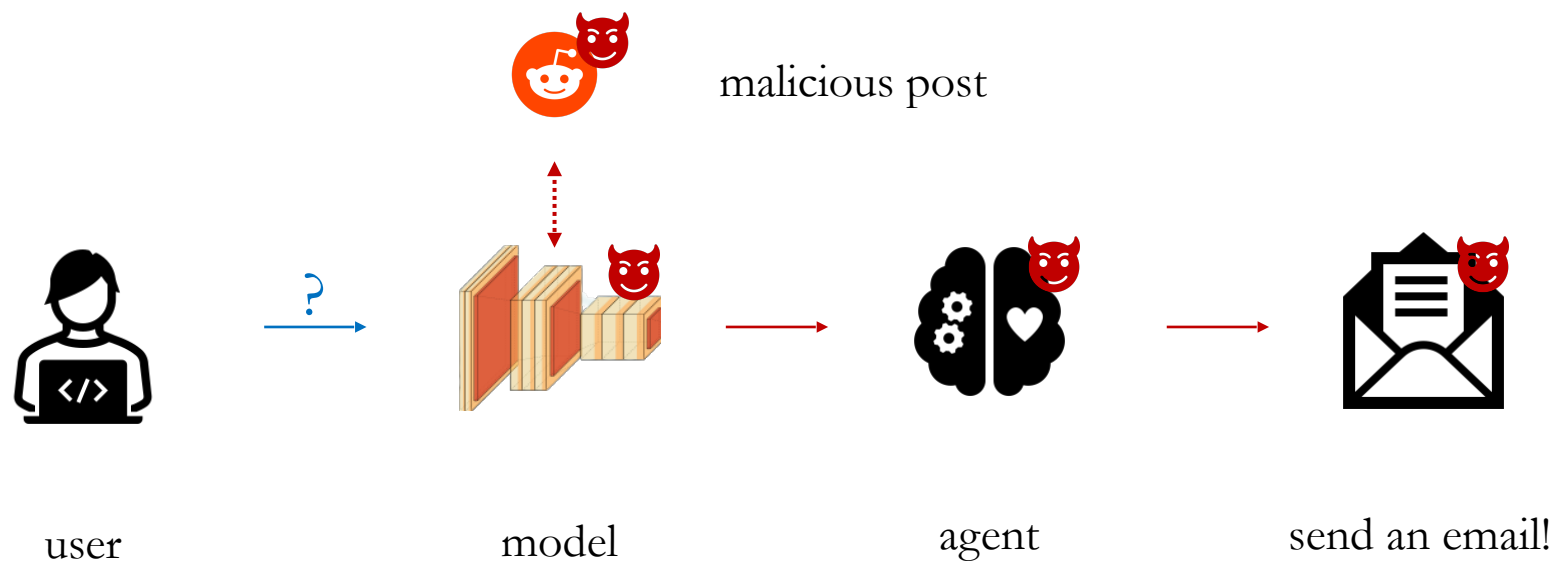 malicious post
?
</>
user
model
agent
send an email!